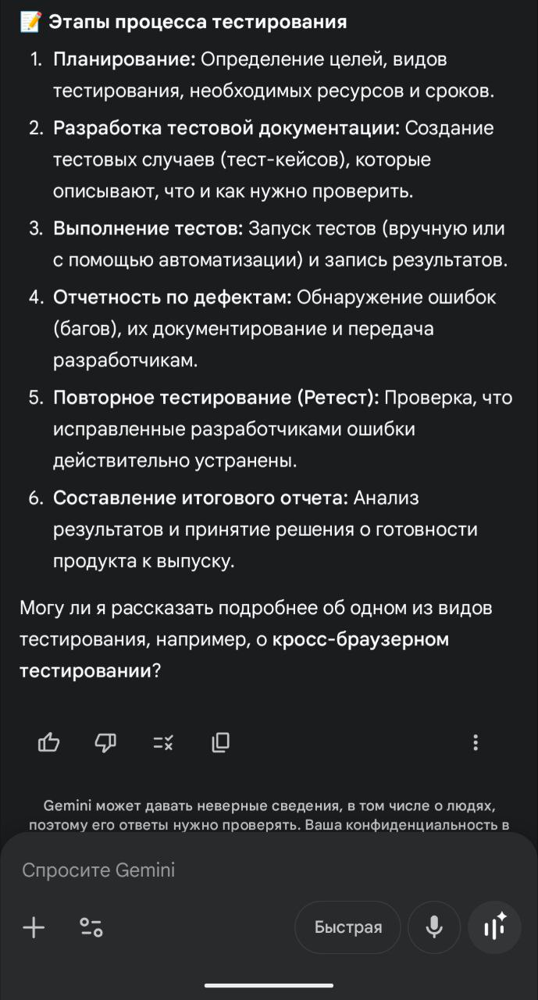 📝 Этапы процесса тестирования
1. Планирование: Определение целей, видов
тестирования, необходимых ресурсов и сроков.
2. Разработка тестовой документации: Создание
тестовых случаев (тест-кейсов), которые
описывают, что и как нужно проверить.
3. Выполнение тестов: Запуск тестов (вручную или
с помощью автоматизации) и запись результатов.
4. Отчетность по дефектам: Обнаружение ошибок
(багов), их документирование и передача
разработчикам.
5. Повторное тестирование (Ретест): Проверка, что
исправленные разработчиками ошибки
действительно устранены.
6. Составление итогового отчета: Анализ
результатов и принятие решения о готовности
продукта к выпуску.
Могу ли я рассказать подробнее об одном из видов
тестирования, например, о кросс-браузерном
тестировании?
Gemini может давать неверные сведения, в том числе о людях,
поэтому его ответы нужно проверять. Ваша конфиденциальность в
Спросите Gemini
Быстрая